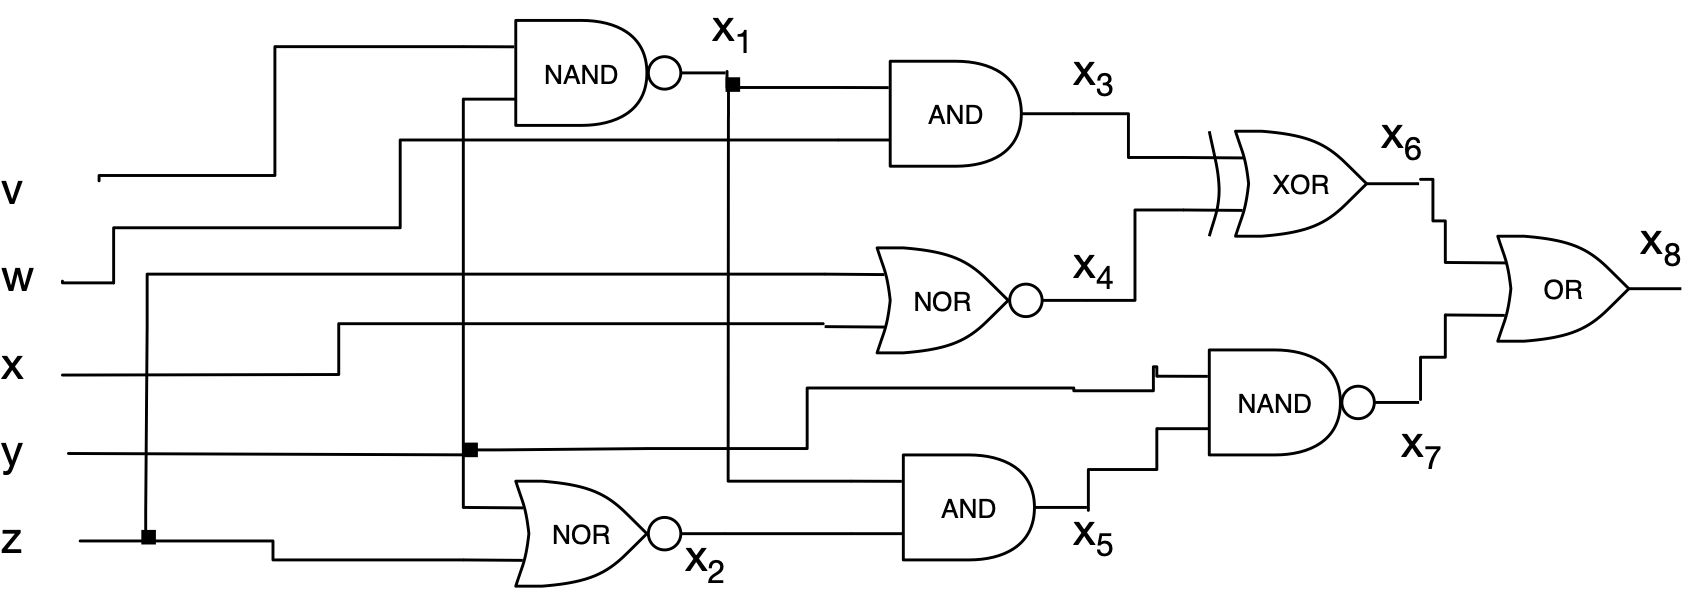 x1
NAND
x3
AND
x6
XOR
v
x8
w
x4
OR
NOR
x
NAND
y
x7
AND
z
NOR
x5
x2